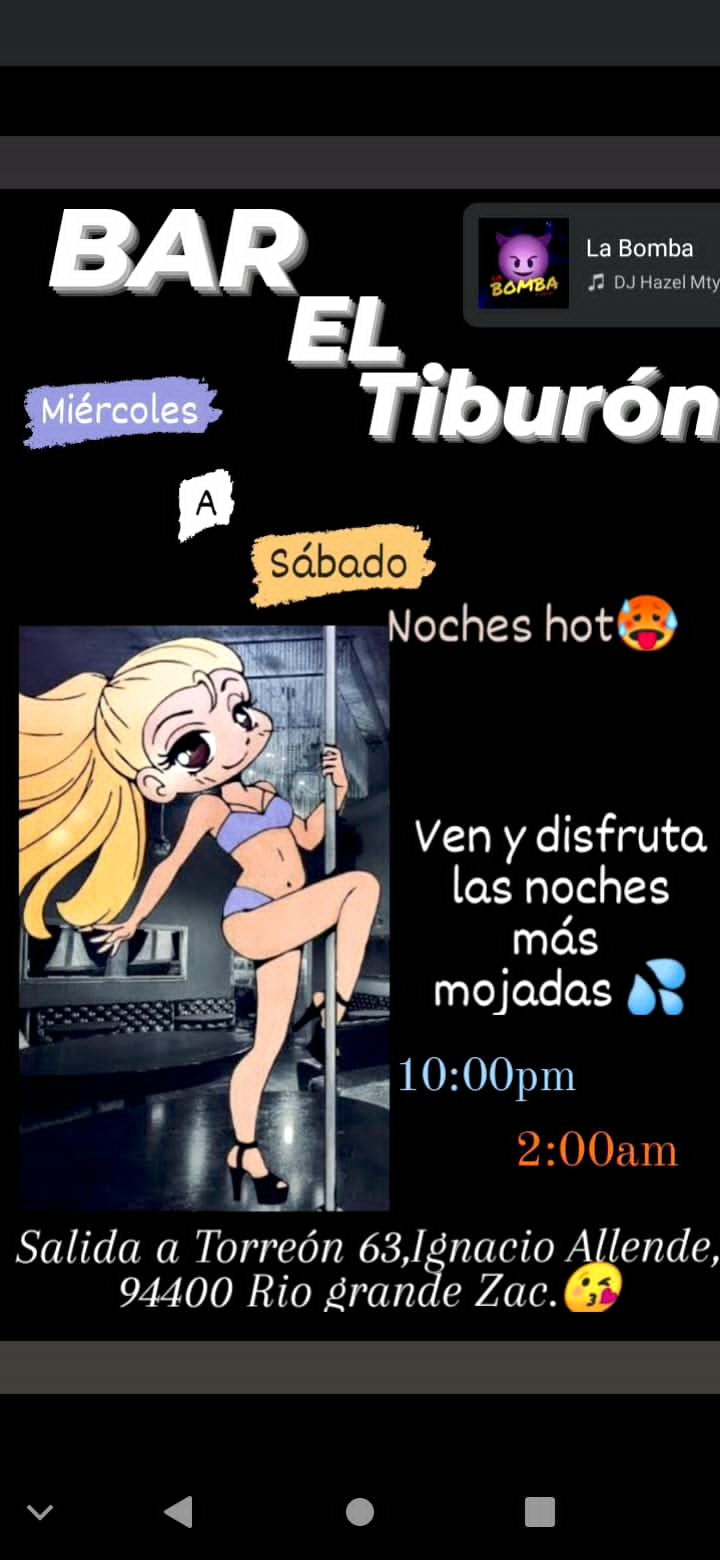 BAR
EL
Tiburón
La Bomba
DJ Hazel Mty
BOMBA
Miércoles
A
Sábado
Noches hot🥵
Ven y disfruta
las noches
más
mojadas 💦
10:00pm
2:00am
Salida a Torreón 63,Ignacio Allende,
94400 Rio grande Zac.😘